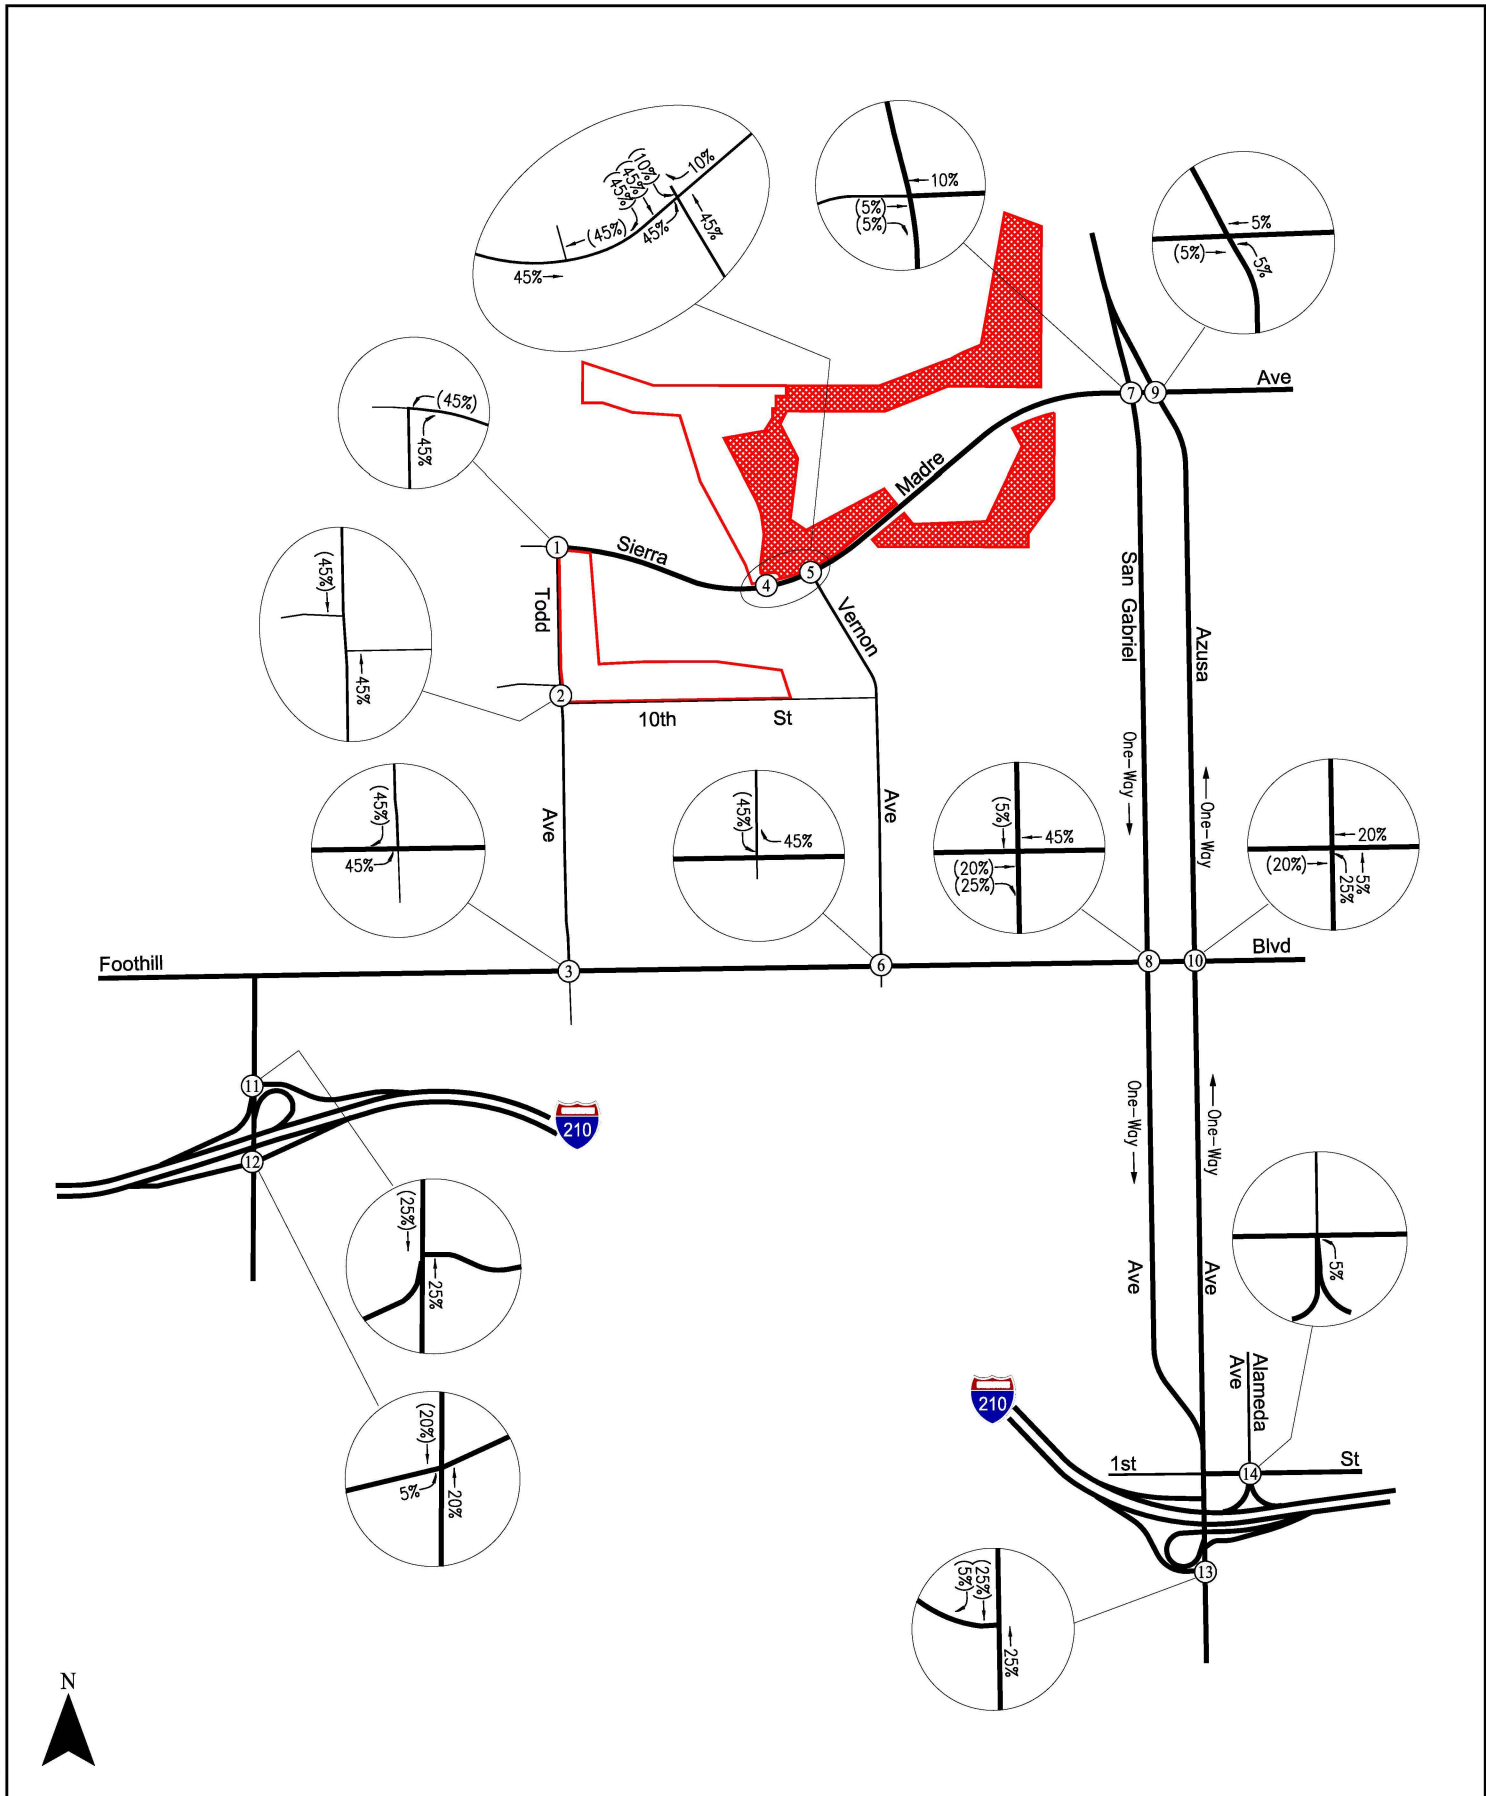 10%
(10%)
(45%)
(45%)
45%
45%
(45%)
45%
10%
(5%)
(5%)
5%
(5%)
5%
(45%)
45%
Ave
7
9
Madre
Sierra
1
4
5
Todd
Vernon
San Gabriel
Azusa
(45%)
45%
2
10th
St
One-Way
One-Way
(45%)
45%
Ave
(45%)
45%
Ave
(5%)
45%
(20%)
(25%)
20%
(20%)
25%
5%
Foothill
3
6
8
10
Blvd
11
12
210
One-Way
One-Way
(25%)
25%
Ave
Ave
5%
(20%)
5%
20%
210
Alameda
Ave
1st
14
St
13
(25%)
(5%)
25%
N